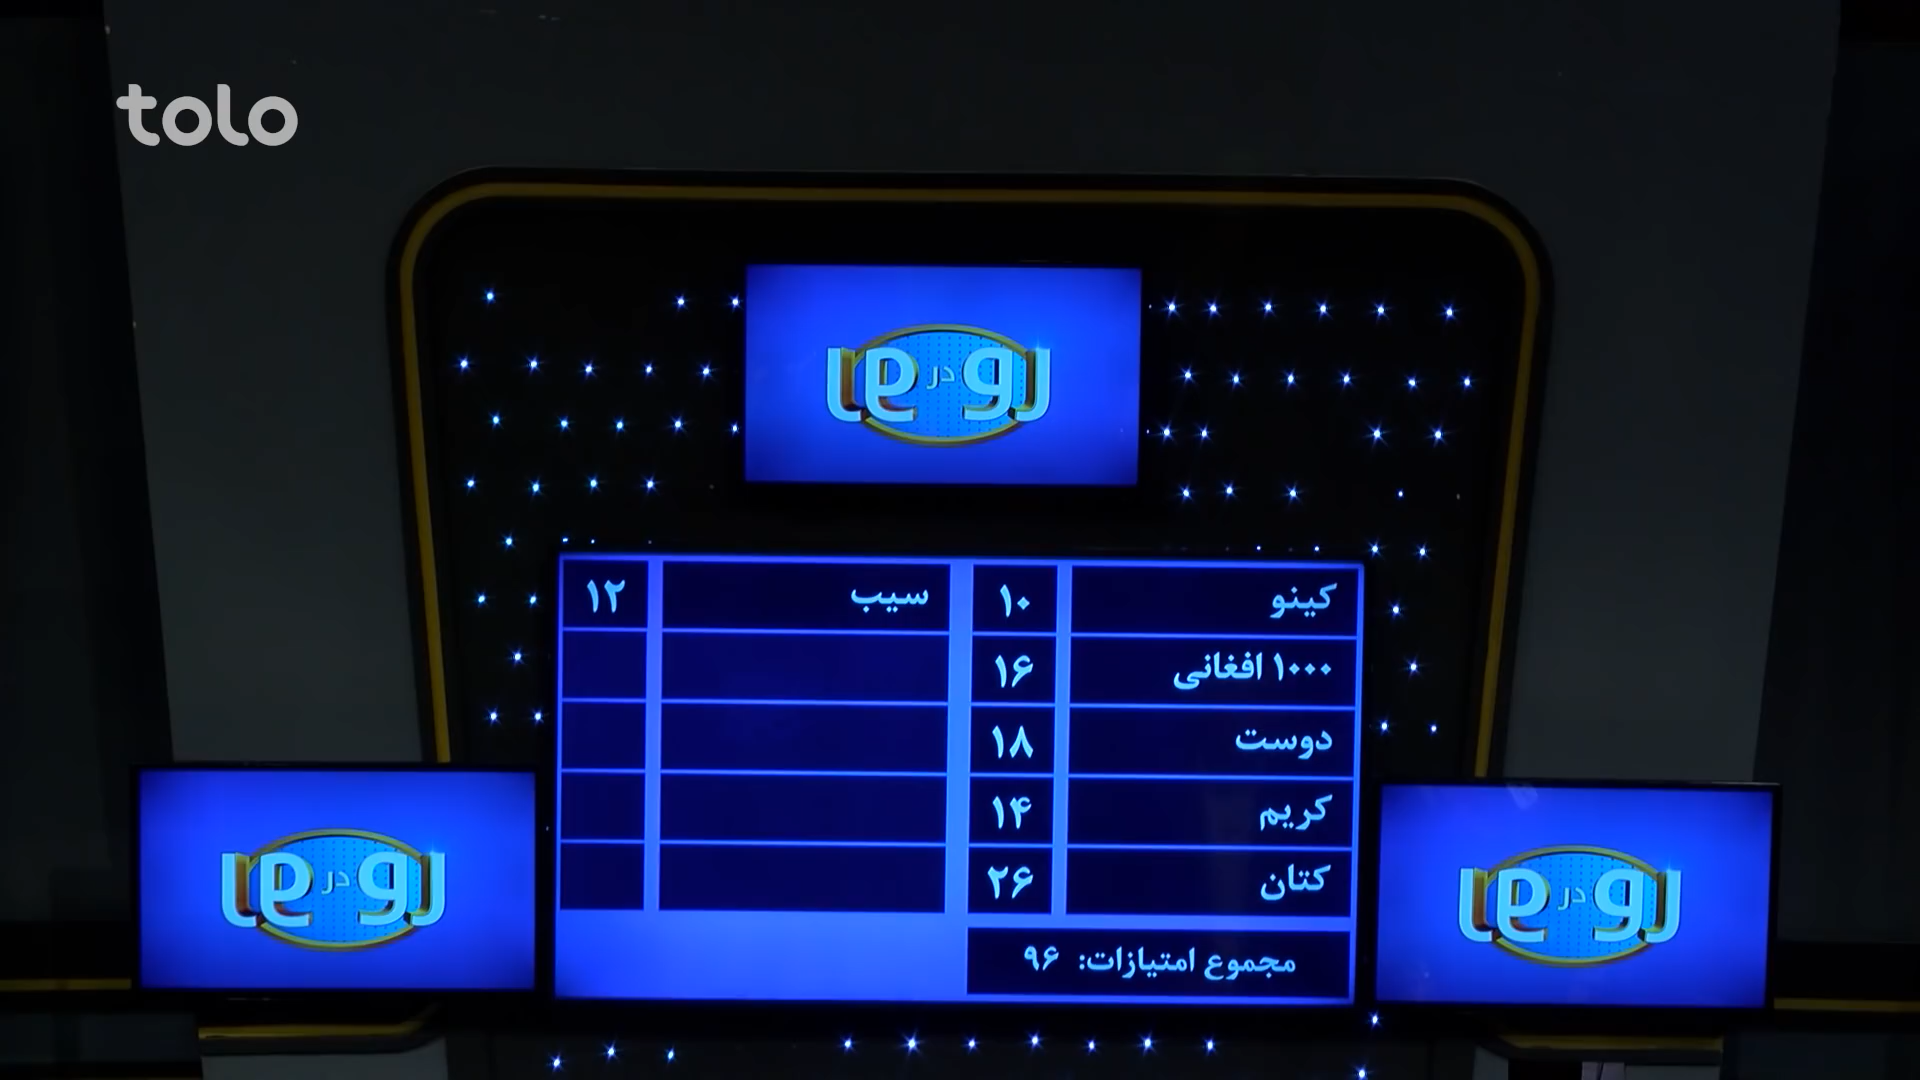 tolo
رو در رو
کینو ۱۰ سیب ۱۲
۱۰۰۰ افغانی ۱۶
دوست ۱۸
کریم ۱۴
کتان ۲۶
مجموع امتیازات: ۹۶
رو در رو
رو در رو